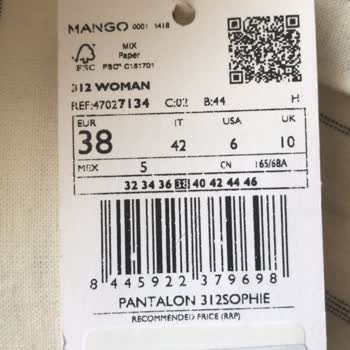 MANGO 0001 1418
MIX
Paper
FSC
FSC® C161701
312 WOMAN
REF:47027134 C:02 B:44 H
EUR IT USA UK
38 42 6 10
MEX 5 CN 165/68A
32 34 36 38 40 42 44 46
8 445922 379698
PANTALON 312SOPHIE
RECOMMENDED PRICE (RRP)